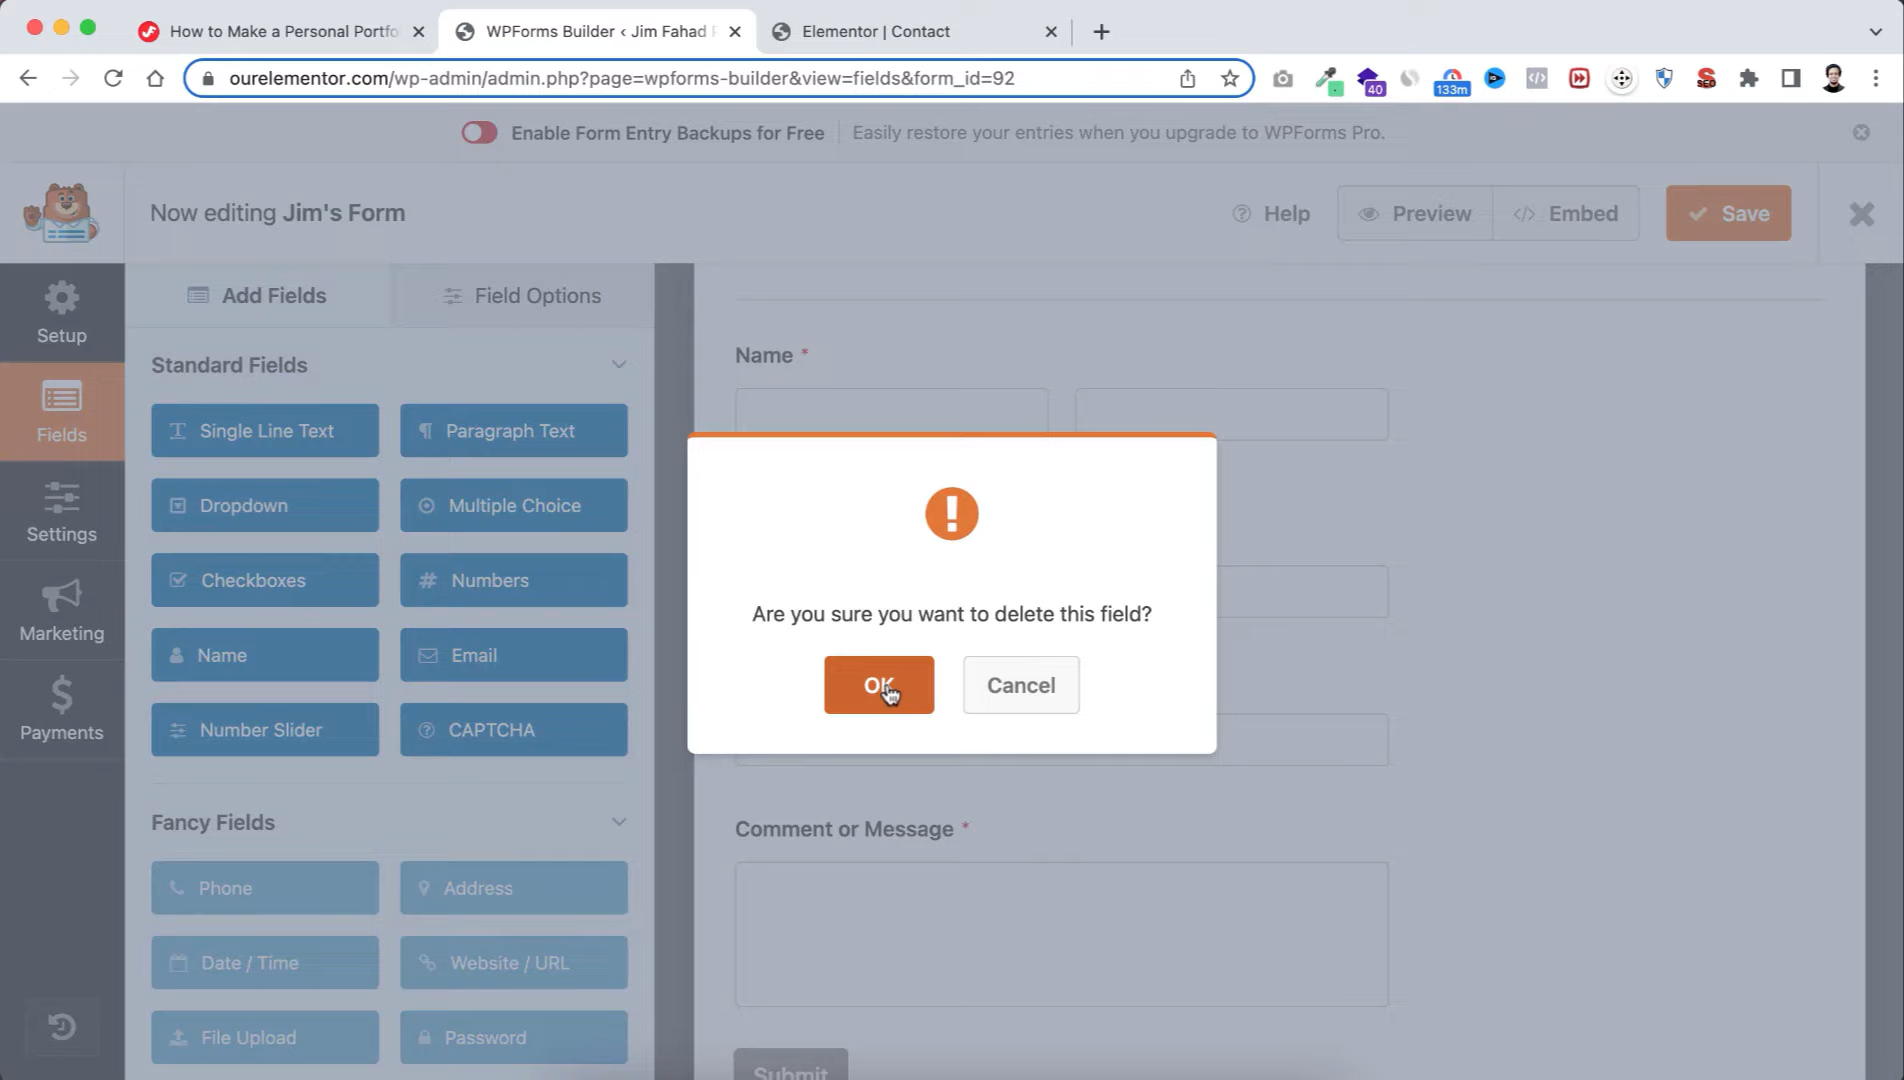 How to Make a Personal Portfo
WPForms Builder ‹ Jim Fahad P
Elementor | Contact
ourelementor.com/wp-admin/admin.php?page=wpforms-builder&view=fields&form_id=92
40
133m
SEO
Enable Form Entry Backups for Free
Easily restore your entries when you upgrade to WPForms Pro.
Now editing Jim's Form
Help
Preview
Embed
Save
Setup
Fields
Settings
Marketing
Payments
Add Fields
Field Options
Standard Fields
Single Line Text
Paragraph Text
Dropdown
Multiple Choice
Checkboxes
Numbers
Name
Email
Number Slider
CAPTCHA
Fancy Fields
Phone
Address
Date / Time
Website / URL
File Upload
Password
Name *
Are you sure you want to delete this field?
OK
Cancel
Comment or Message *
Submit